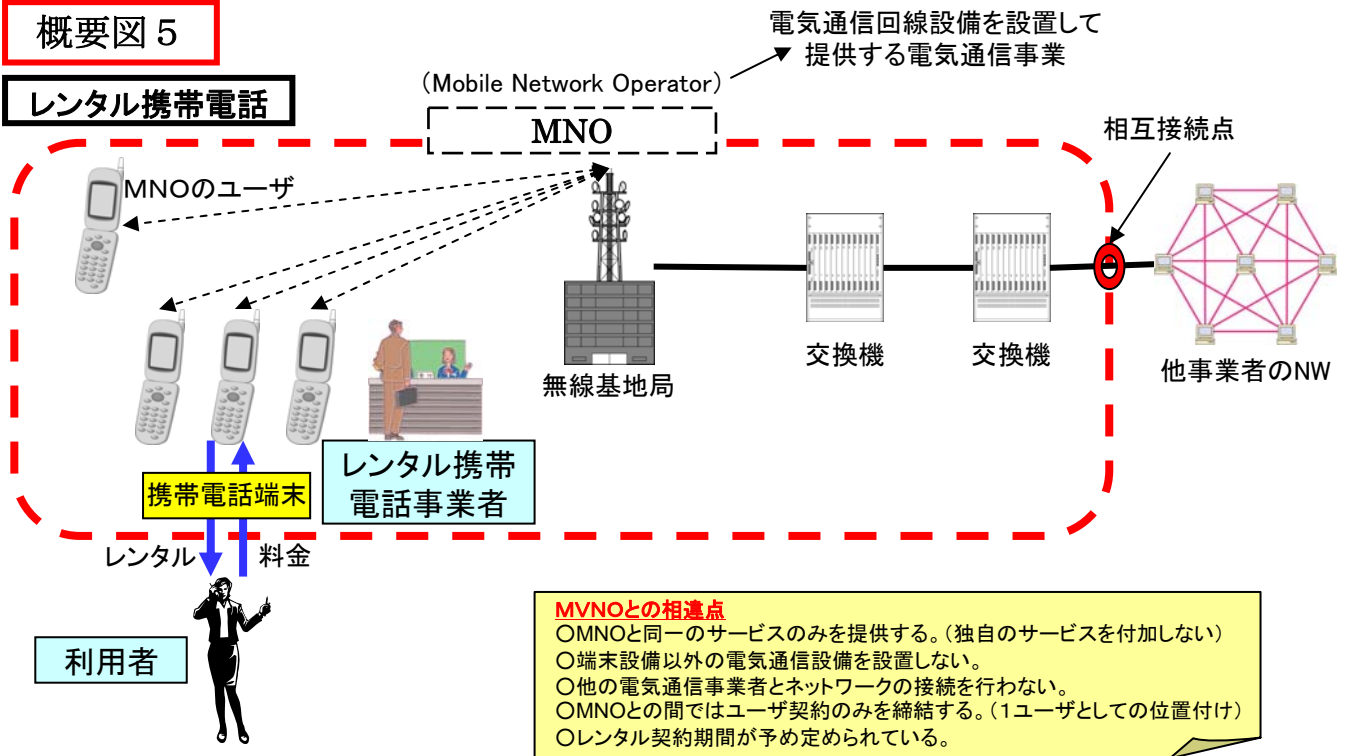 概要図５
電気通信回線設備を設置して
提供する電気通信事業
（Mobile Network Operator）
レンタル携帯電話
MNO
相互接続点
MNOのユーザ
無線基地局
交換機
交換機
他事業者のNW
レンタル携帯
電話事業者
携帯電話端末
レンタル
料金
利用者
MVNOとの相違点
○MNOと同一のサービスのみを提供する。（独自のサービスを付加しない）
○端末設備以外の電気通信設備を設置しない。
○他の電気通信事業者とネットワークの接続を行わない。
○MNOとの間ではユーザ契約のみを締結する。（１ユーザとしての位置付け）
○レンタル契約期間が予め定められている。